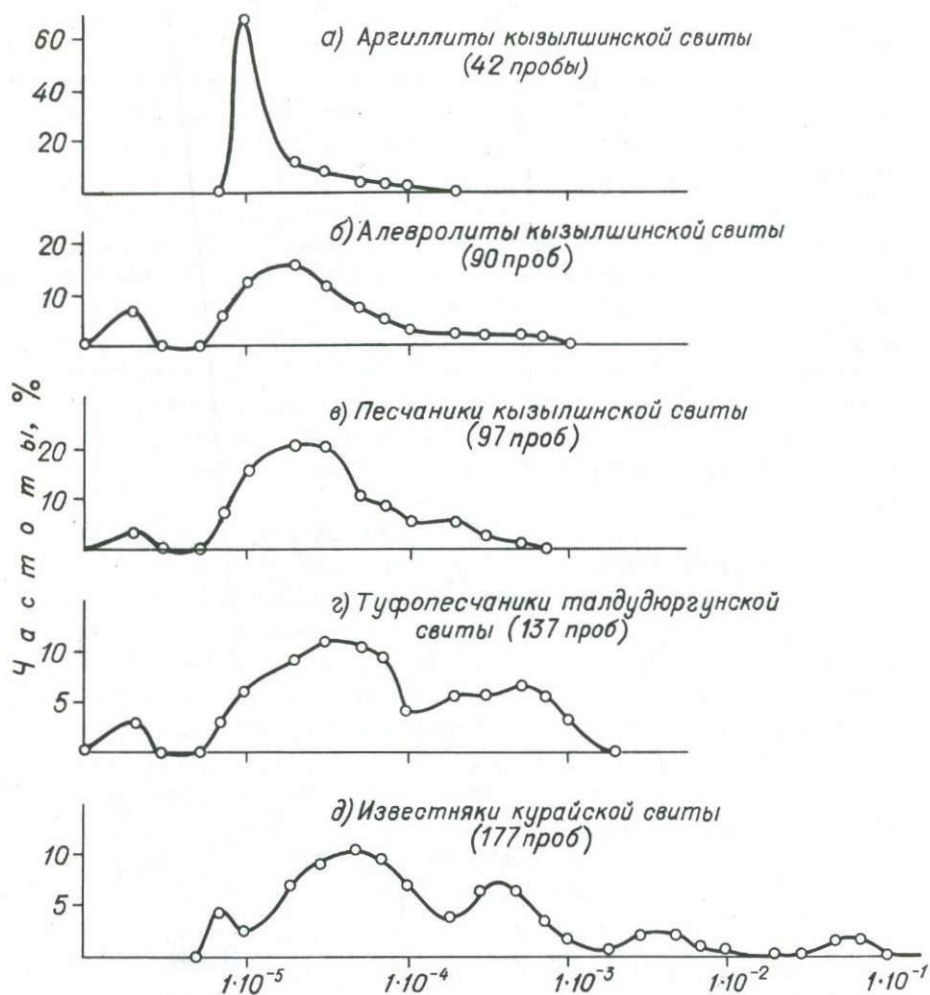 60
40
20
а) Аргиллиты кызылшинской свиты
(42 пробы)
20
10
б) Алевролиты кызылшинской свиты
(90 проб)
20
10
в) Песчаники кызылшнской свиты
(97 проб)
Частоты, %
10
5
г) Туфопесчаники талдудюргунской
свиты (137 проб)
10
5
д) Известняки курайской свиты
(177 проб)
1·10⁻⁵ 1·10⁻⁴ 1·10⁻³ 1·10⁻² 1·10⁻¹